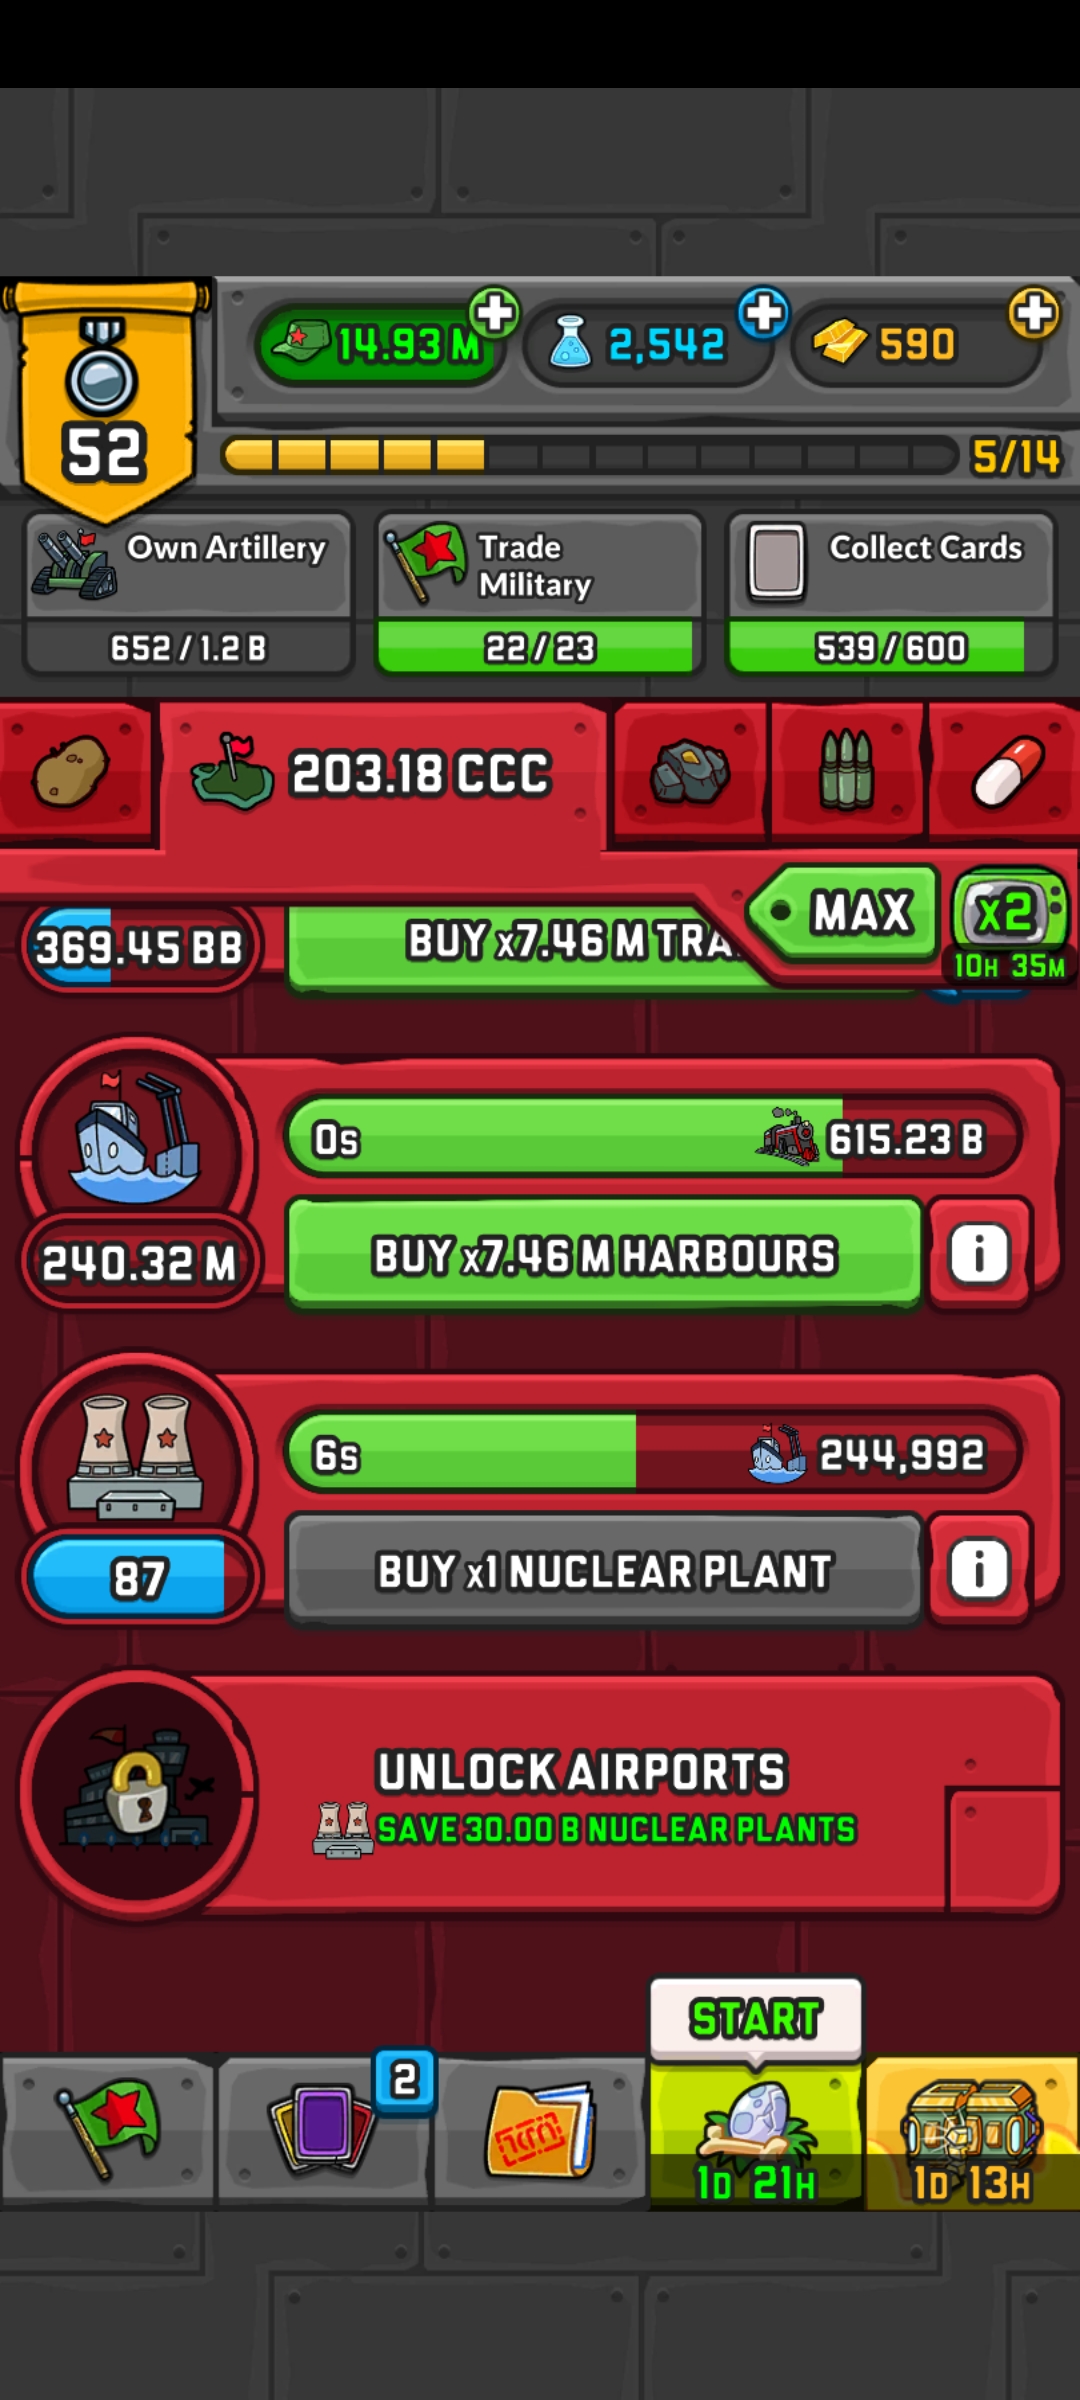 14.93 M
2,542
590
52
5/14
Own Artillery
652 / 1.2 B
Trade
Military
22 / 23
Collect Cards
539 / 600
203.18 CCC
MAX
x2
10H 35M
369.45 BB
BUY x7.46 M TRA
0s
615.23 B
240.32 M
BUY x7.46 M HARBOURS
i
6s
244,992
87
BUY x1 NUCLEAR PLANT
i
UNLOCK AIRPORTS
SAVE 30.00 B NUCLEAR PLANTS
START
2
1D 21H
1D 13H